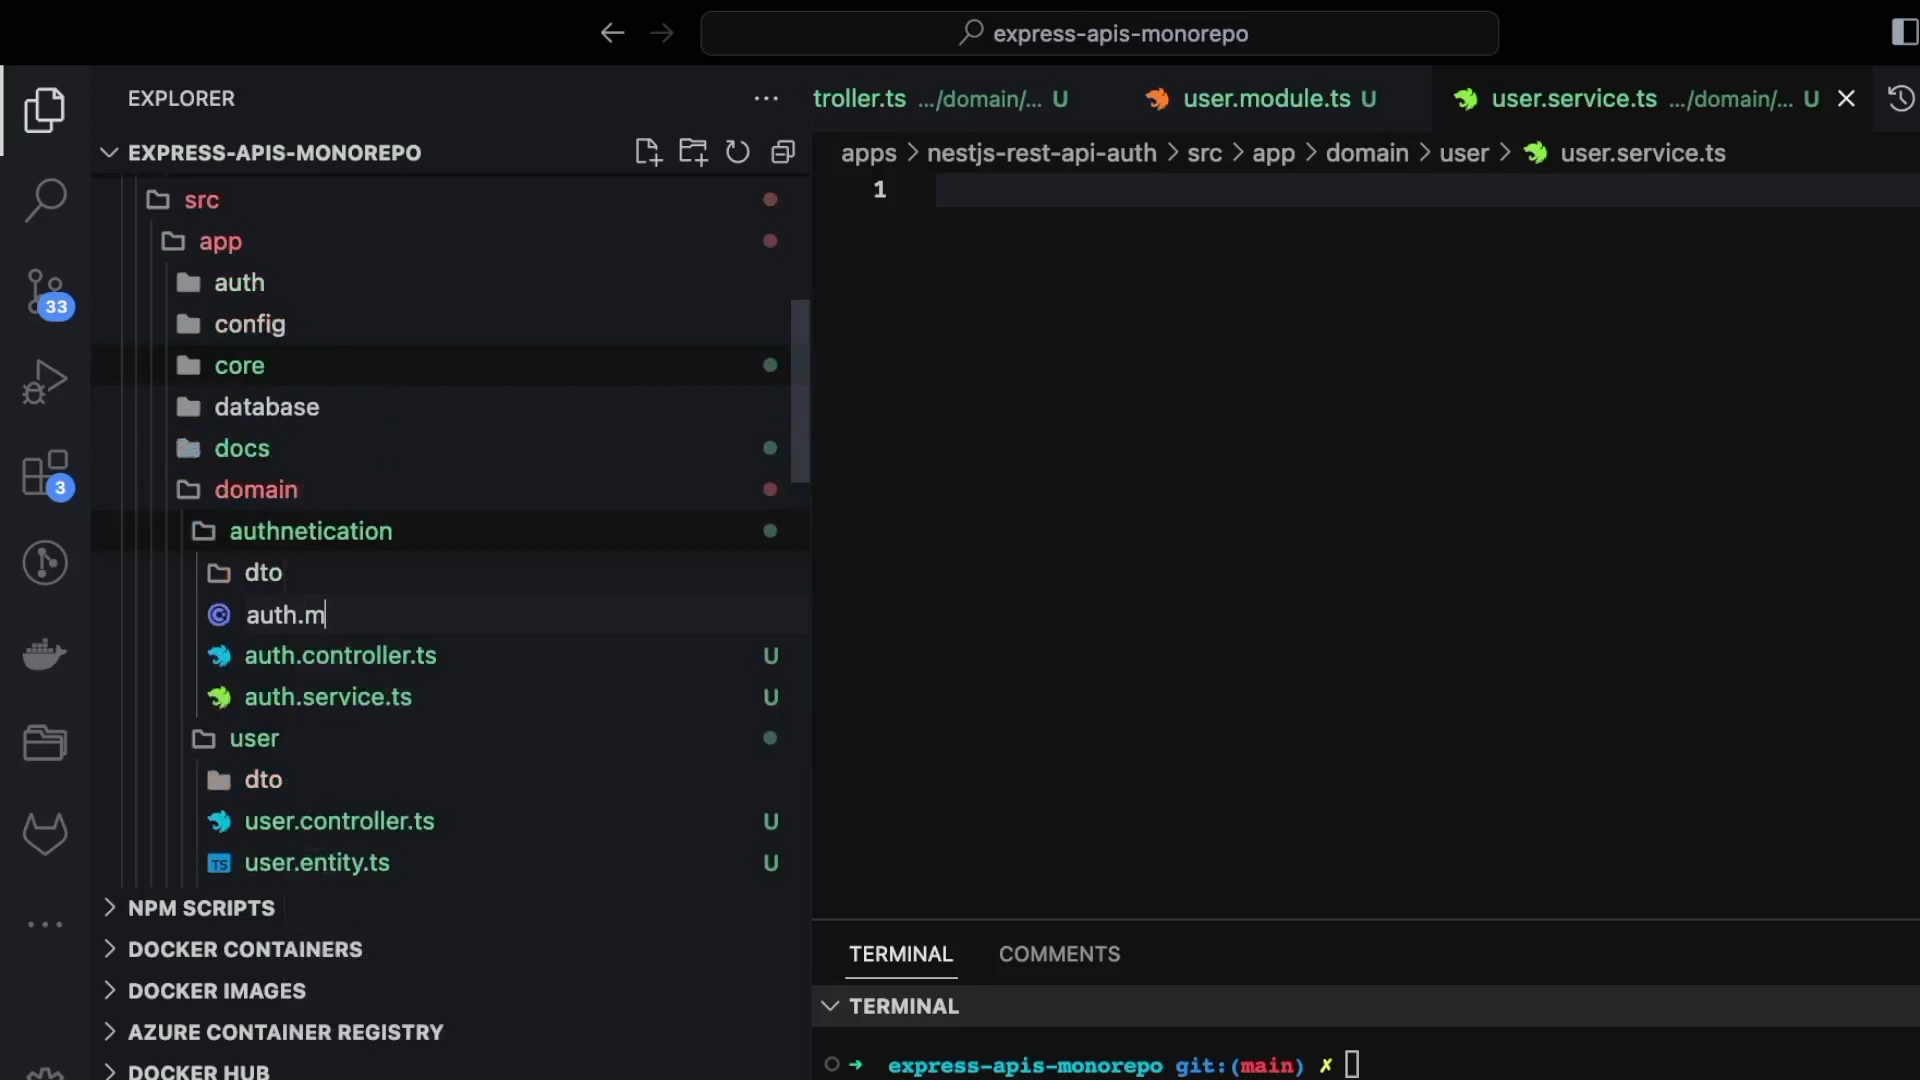 express-apis-monorepo
EXPLORER
troller.ts .../domain/... U
user.module.ts U
user.service.ts .../domain/... U
EXPRESS-APIS-MONOREPO
apps > nestjs-rest-api-auth > src > app > domain > user > user.service.ts
1
src
app
auth
config
core
database
docs
domain
authnetication
dto
auth.m
auth.controller.ts U
auth.service.ts U
user
dto
user.controller.ts U
user.entity.ts U
33
3
NPM SCRIPTS
DOCKER CONTAINERS
DOCKER IMAGES
AZURE CONTAINER REGISTRY
DOCKER HUB
TERMINAL COMMENTS
TERMINAL
express-apis-monorepo git:(main) ✗
TS